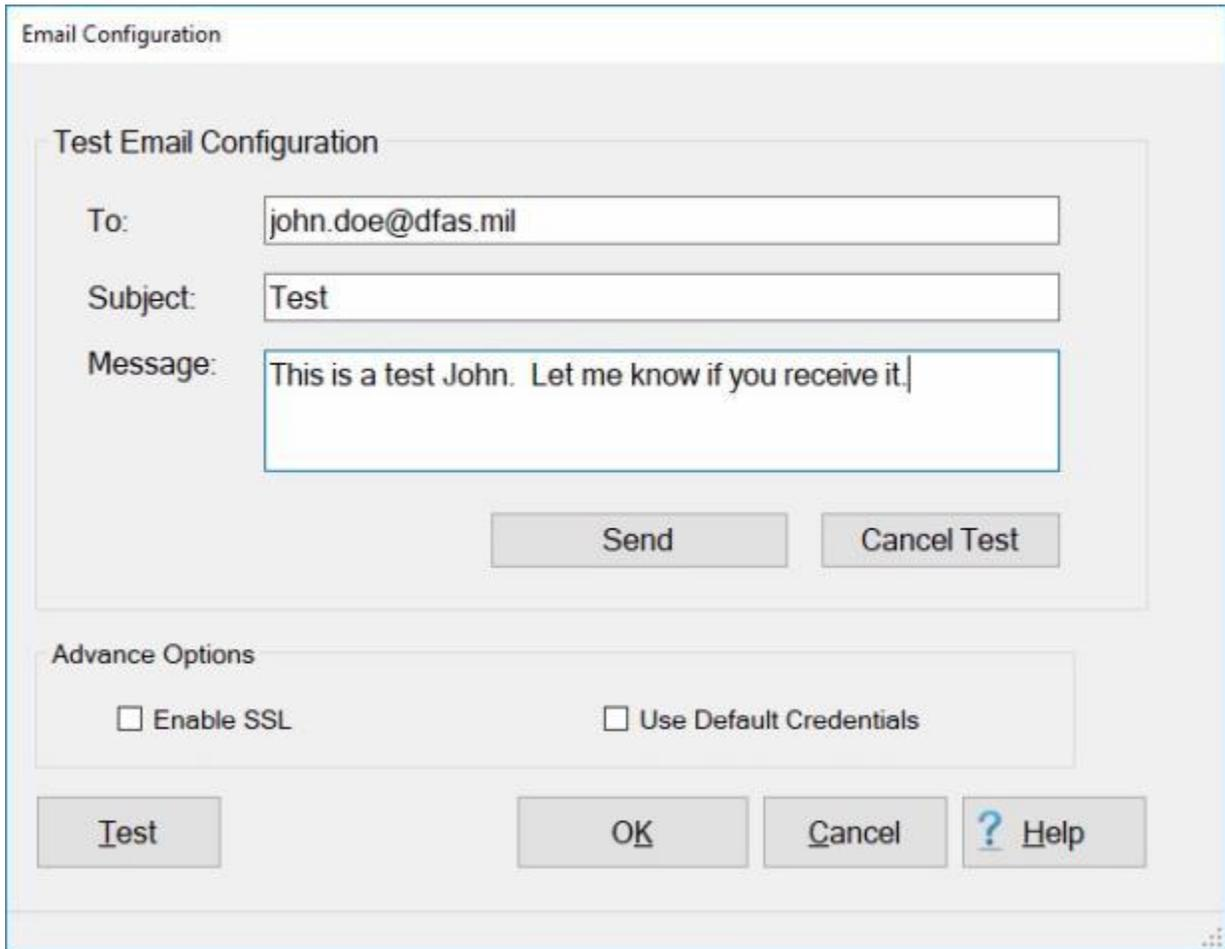 Email Configuration
Test Email Configuration
To: john.doe@dfas.mil
Subject: Test
Message: This is a test John.  Let me know if you receive it.
Send Cancel Test
Advance Options
Enable SSL Use Default Credentials
Test OK Cancel ? Help